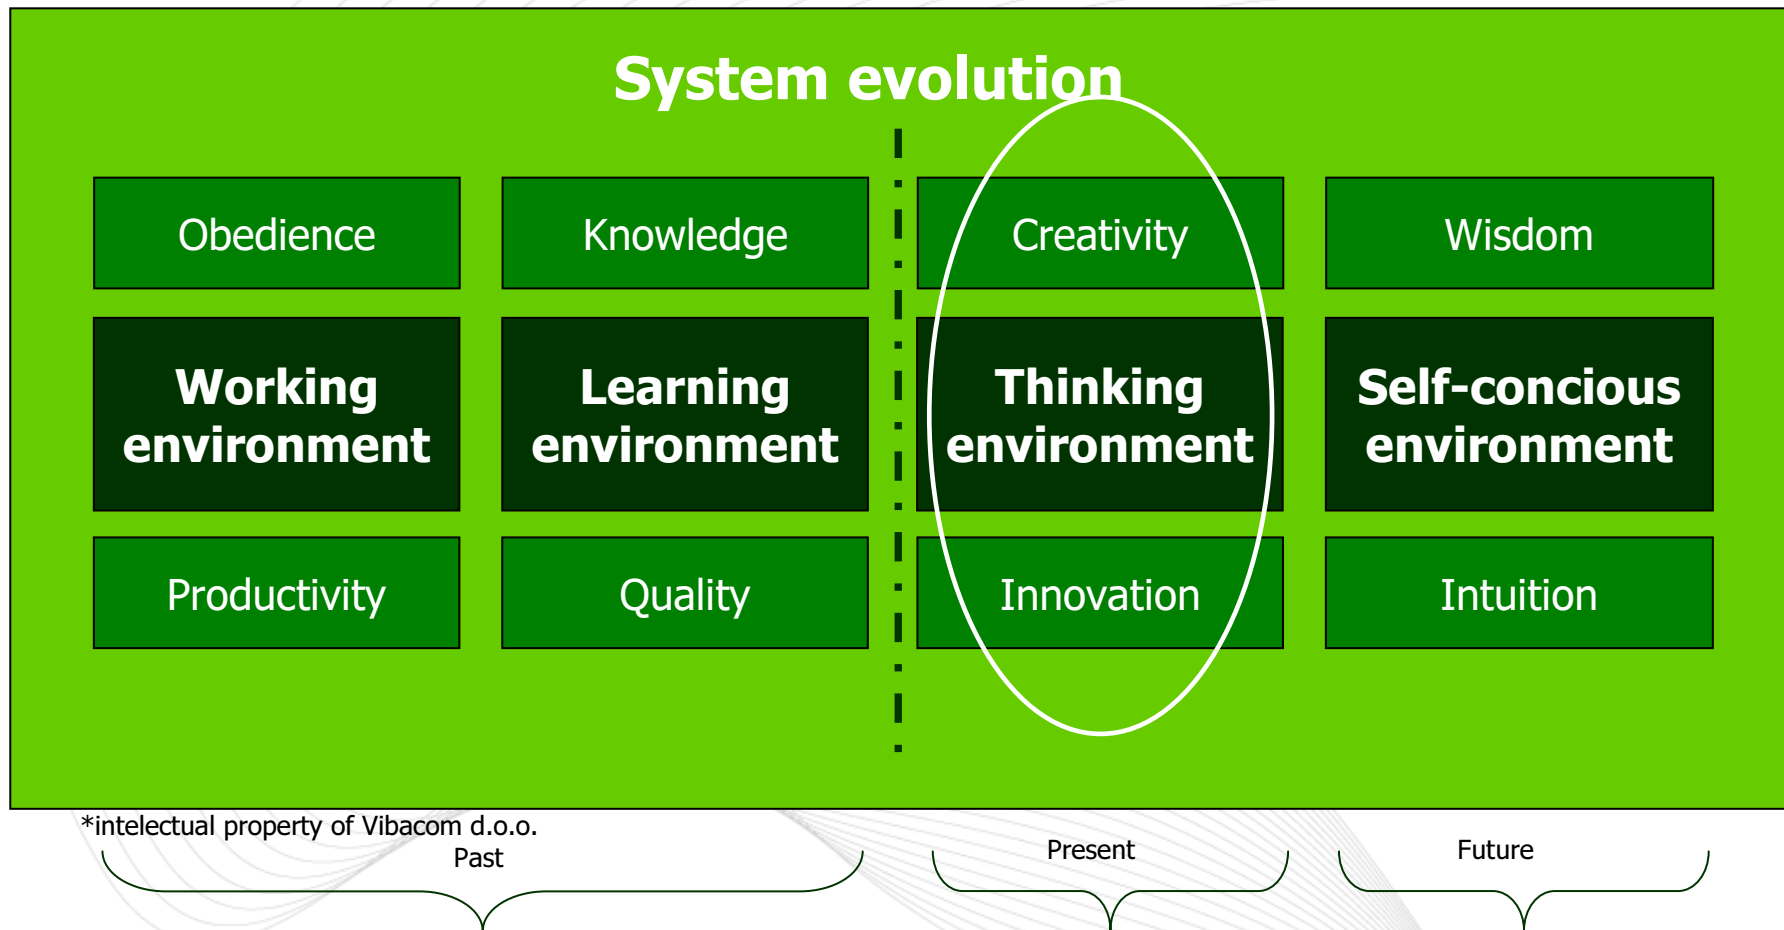 System evolution
Obedience
Knowledge
Creativity
Wisdom
Working
environment
Learning
environment
Thinking
environment
Self-concious
environment
Productivity
Quality
Innovation
Intuition
*intelectual property of Vibacom d.o.o.
Past
Present
Future